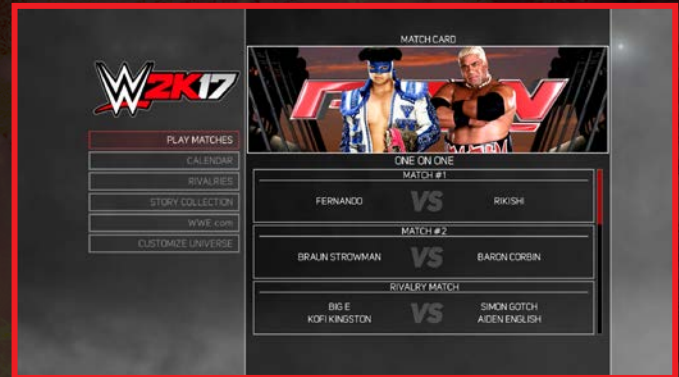 MATCH CARD
W 2K17
RAW
PLAY MATCHES
CALENDAR
RIVALRIES
STORY COLLECTION
WWE.com
CUSTOMIZE UNIVERSE
ONE ON ONE
MATCH #1
FERNANDO VS RIKISHI
MATCH #2
BRAUN STROWMAN VS BARON CORBIN
RIVALRY MATCH
BIG E
KOFI KINGSTON VS SIMON GOTCH
AIDEN ENGLISH